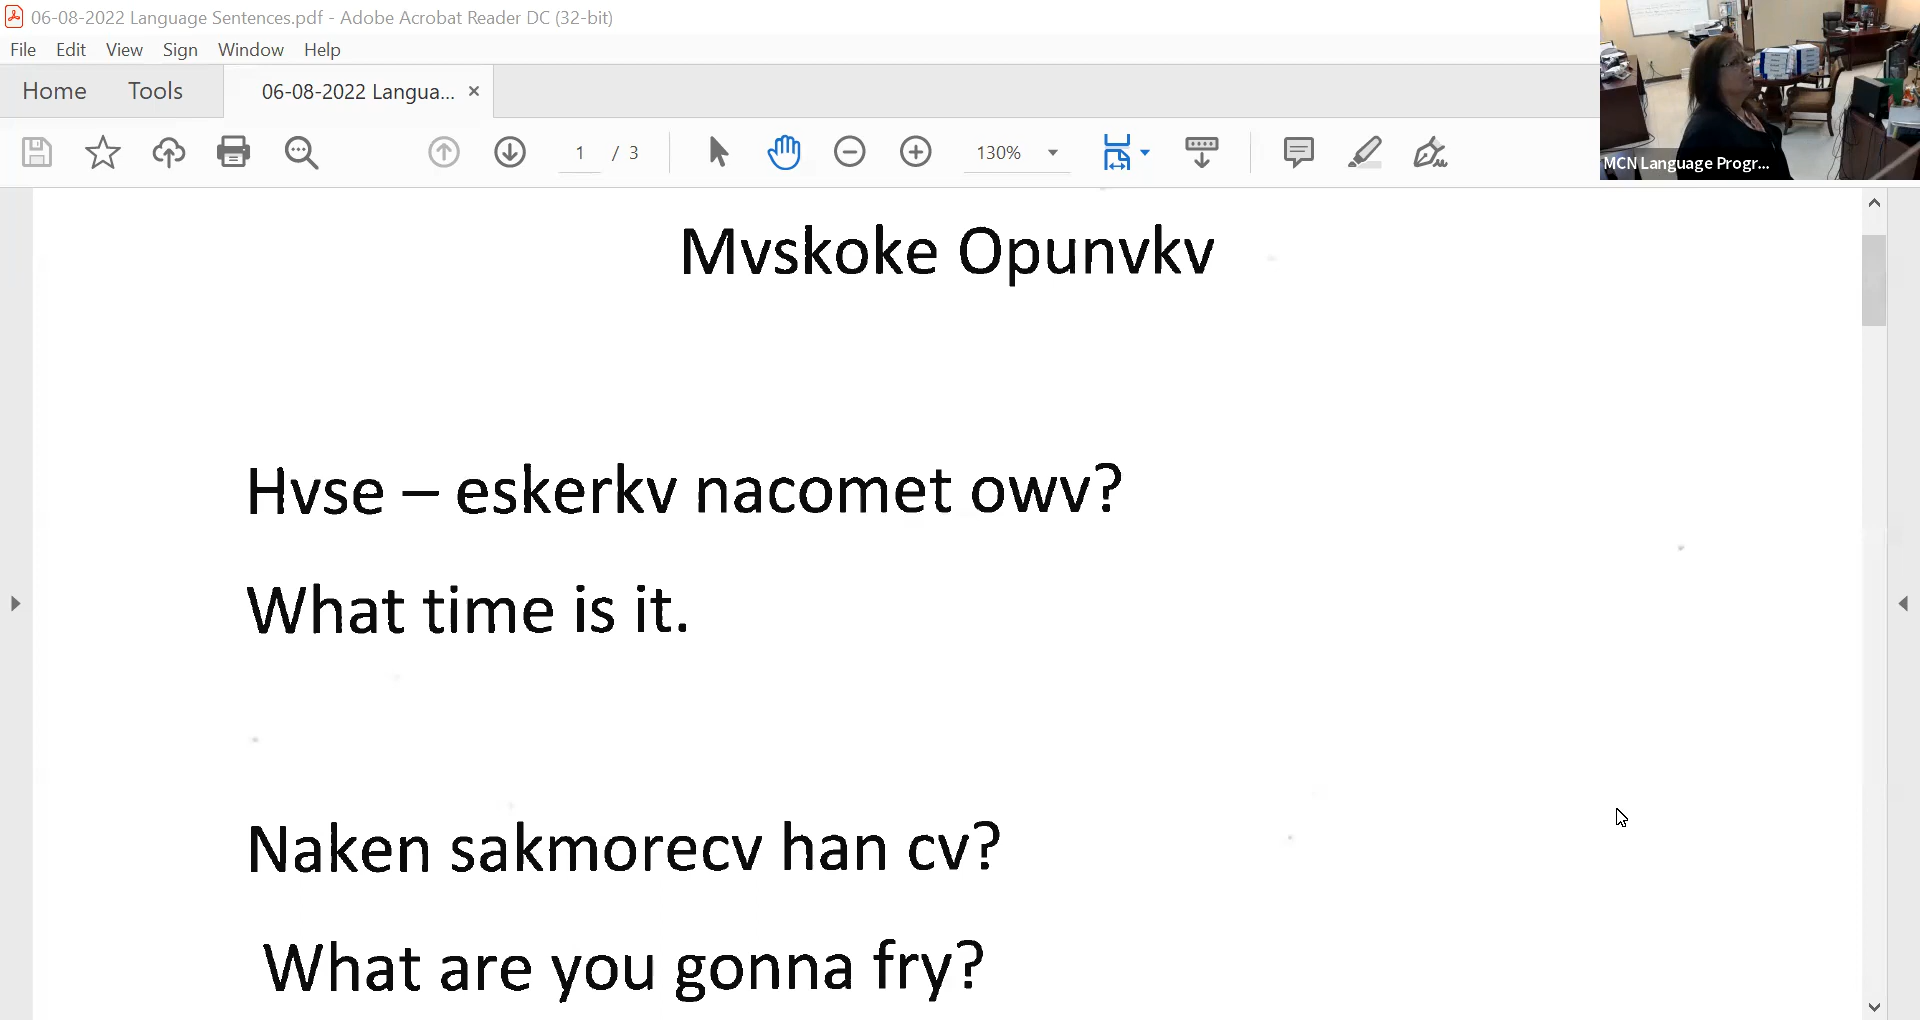 06-08-2022 Language Sentences.pdf - Adobe Acrobat Reader DC (32-bit)
File Edit View Sign Window Help
Home Tools 06-08-2022 Langua... ×
1 / 3 130%
MCN Language Progr...
Mvskoke Opunvkv
Hvse – eskerkv nacomet owv?
What time is it.
Naken sakmorecv han cv?
What are you gonna fry?